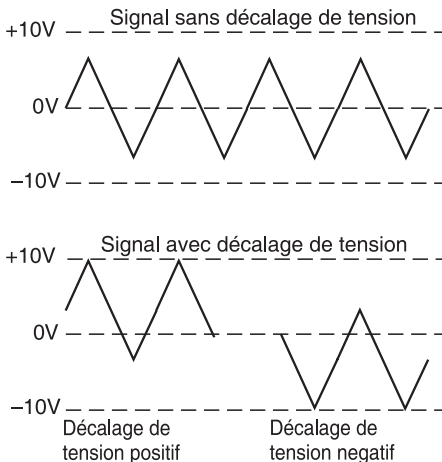 Signal sans décalage de tension
+10V
0V
–10V
Signal avec décalage de tension
+10V
0V
–10V
Décalage de
tension positif
Décalage de
tension negatif